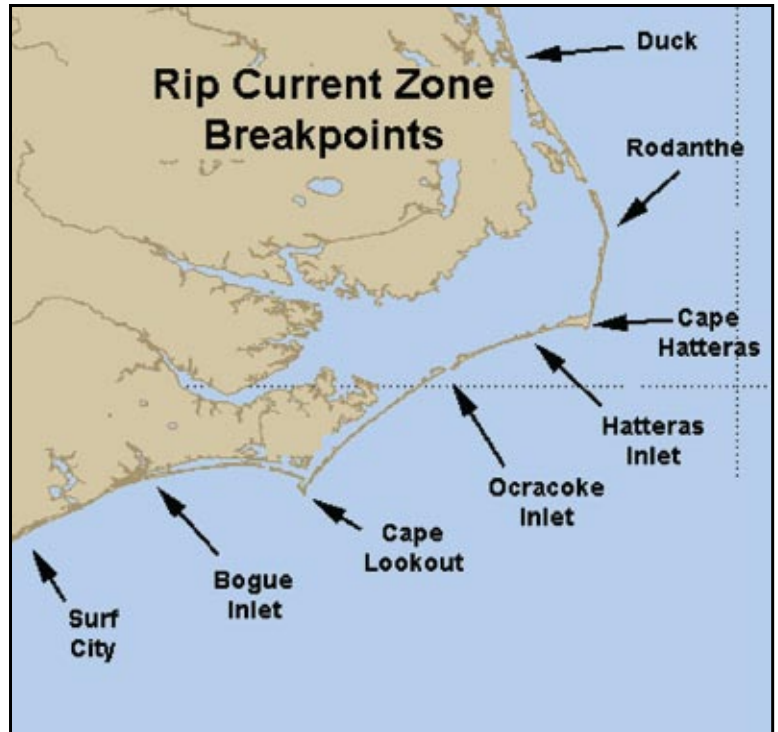 Rip Current Zone
Breakpoints
Duck
Rodanthe
Cape
Hatteras
Hatteras
Inlet
Ocracoke
Inlet
Cape
Lookout
Bogue
Inlet
Surf
City